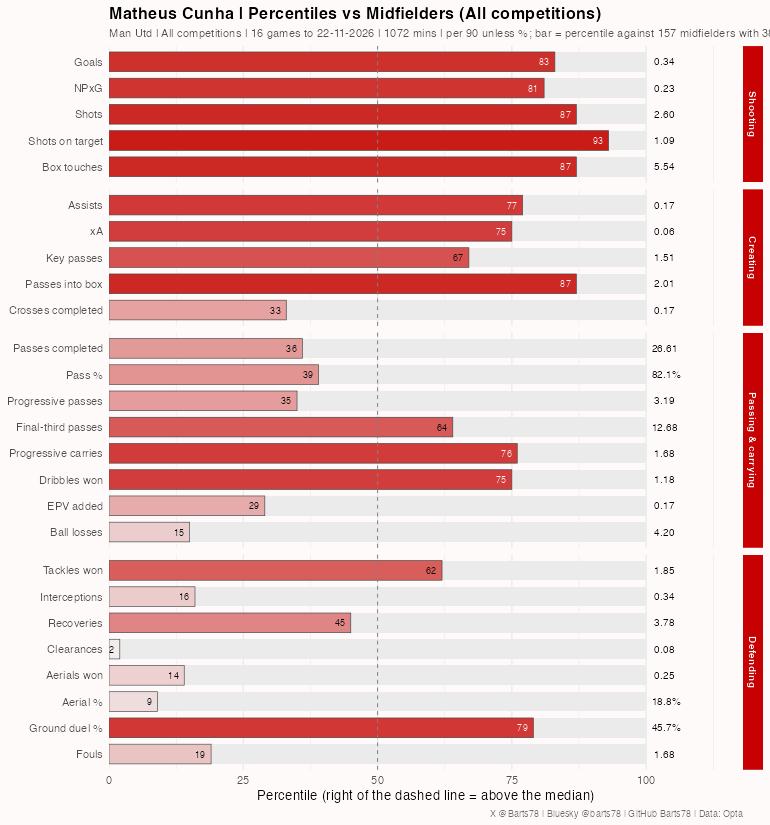 Matheus Cunha | Percentiles vs Midfielders (All competitions)
Man Utd | All competitions | 16 games to 22-11-2026 | 1072 mins | per 90 unless %; bar = percentile against 157 midfielders with 38
Goals 83 0.34
NPxG 81 0.23
Shots 87 2.60
Shots on target 93 1.09
Box touches 87 5.54
Shooting
Assists 77 0.17
xA 75 0.06
Key passes 67 1.51
Passes into box 87 2.01
Crosses completed 33 0.17
Creating
Passes completed 36 26.61
Pass % 39 82.1%
Progressive passes 35 3.19
Final-third passes 64 12.68
Progressive carries 76 1.68
Dribbles won 75 1.18
EPV added 29 0.17
Ball losses 15 4.20
Passing & carrying
Tackles won 62 1.85
Interceptions 16 0.34
Recoveries 45 3.78
Clearances 2 0.08
Aerials won 14 0.25
Aerial % 9 18.8%
Ground duel % 79 45.7%
Fouls 19 1.68
Defending
0 25 50 75 100
Percentile (right of the dashed line = above the median)
X @Barts78 | Bluesky @barts78 | GitHub Barts78 | Data: Opta